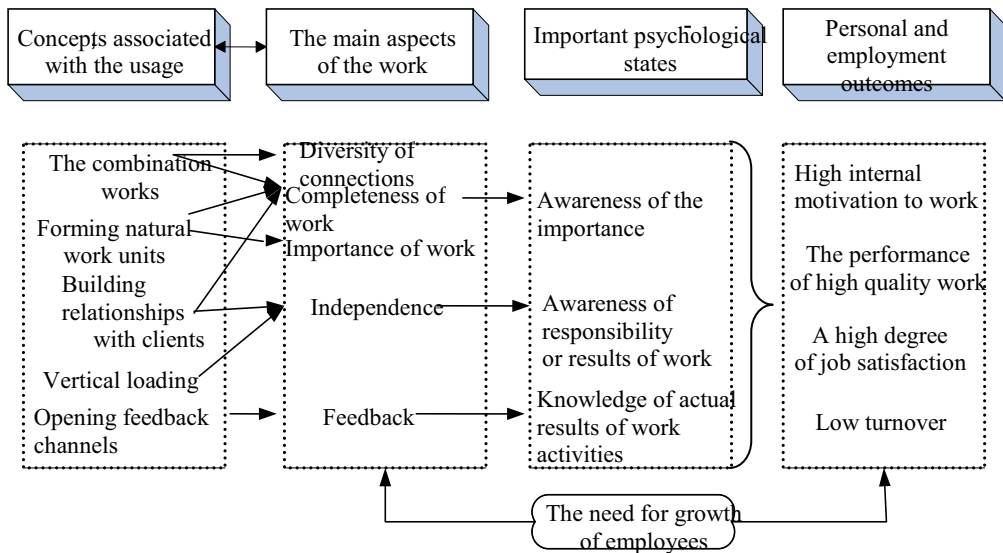 Concepts associated
with the usage
The main aspects
of the work
Important psychological
states
Personal and
employment
outcomes
The combination
works
Forming natural
work units
Building
relationships
with clients
Vertical loading
Opening feedback
channels
Diversity of
connections
Completeness of
work
Importance of work
Independence
Feedback
Awareness of the
importance
Awareness of
responsibility
or results of work
Knowledge of actual
results of work
activities
High internal
motivation to work
The performance
of high quality work
A high degree
of job satisfaction
Low turnover
The need for growth
of employees